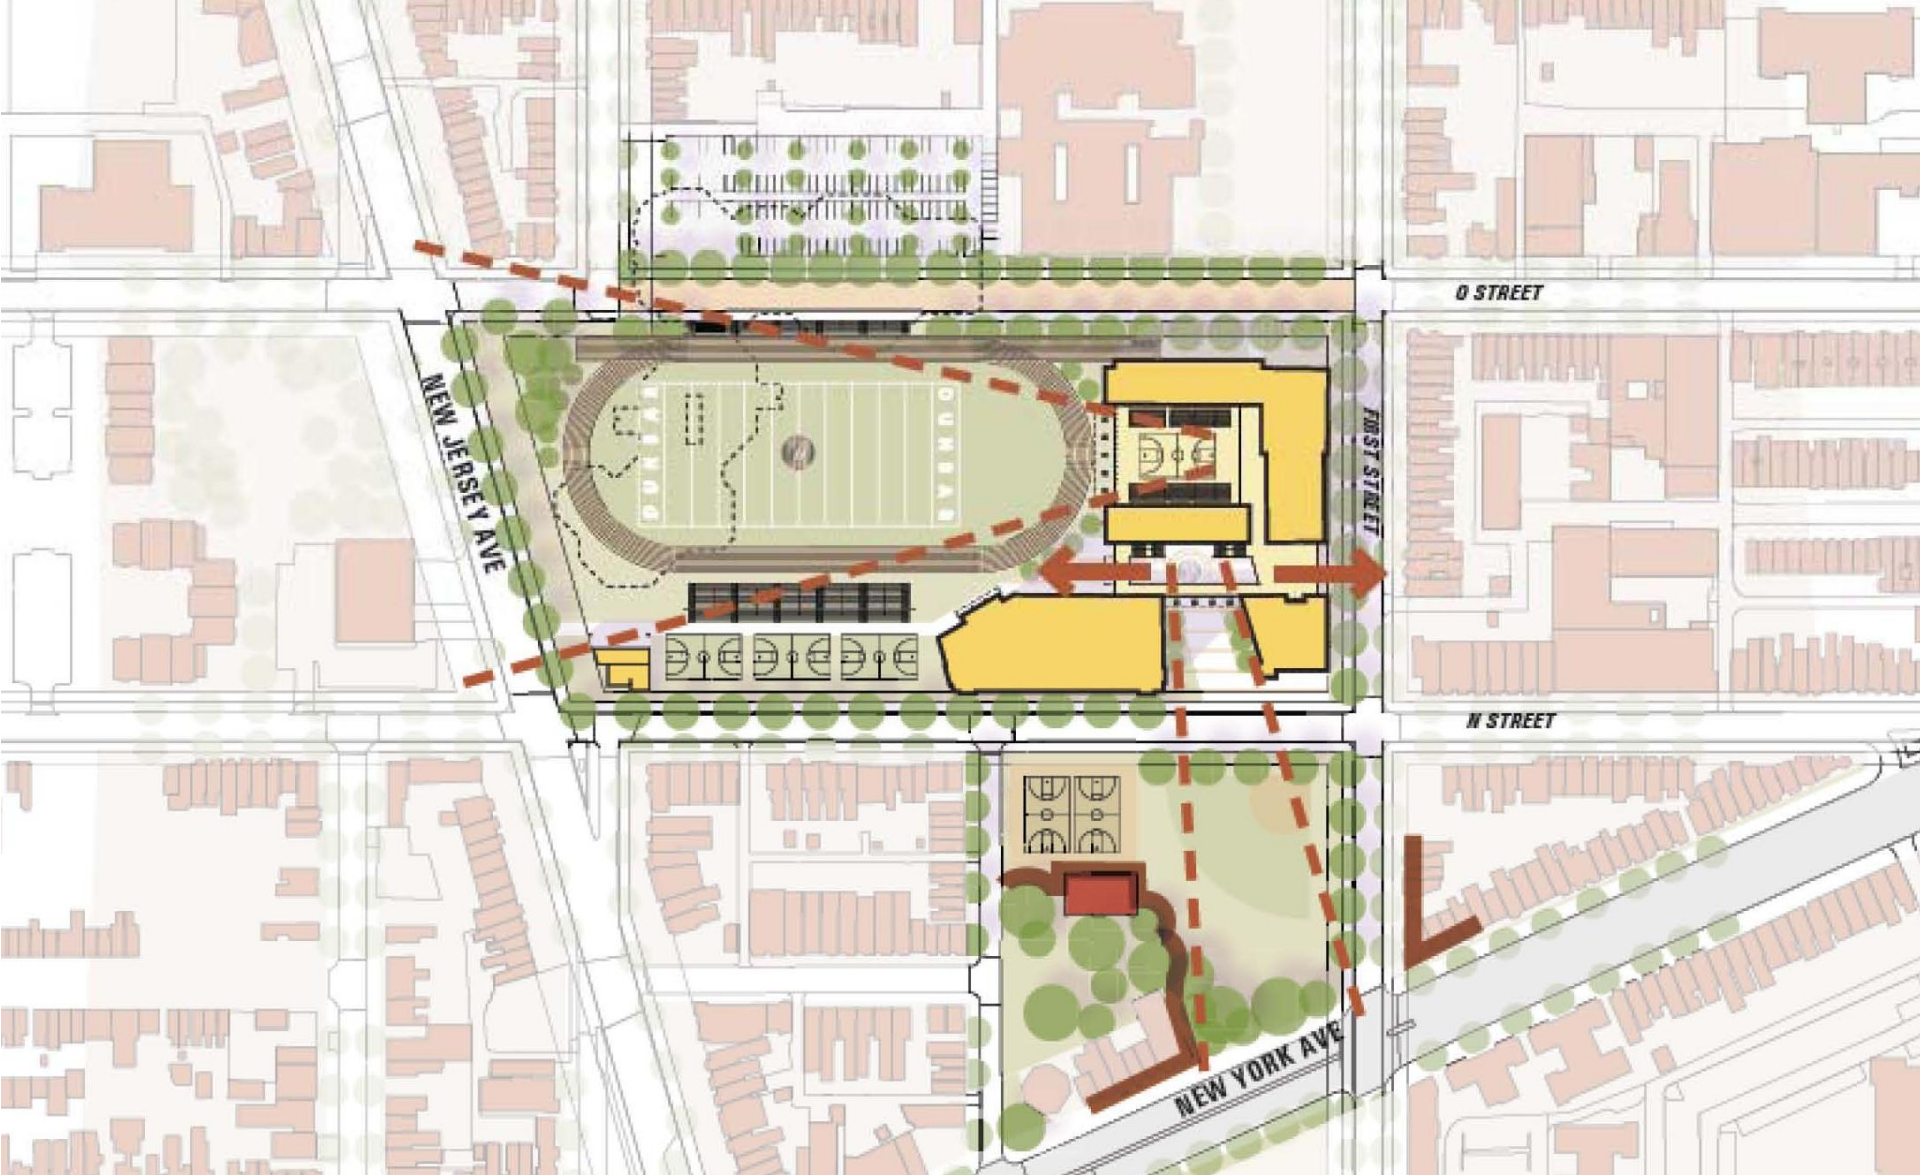 O STREET
NEW JERSEY AVE
DUNBAR
DUNBAR
FIRST STREET
N STREET
NEW YORK AVE